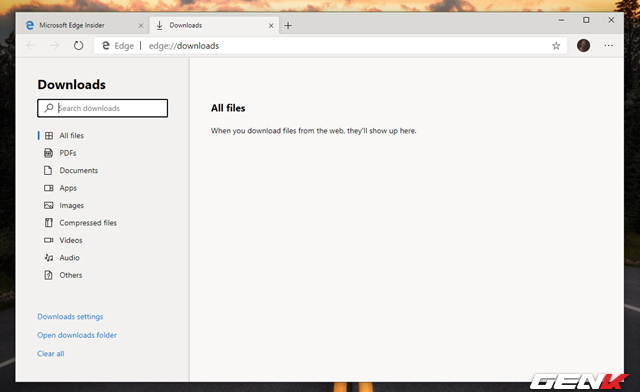 Microsoft Edge Insider
Downloads
Edge
edge://downloads
Downloads
Search downloads
All files
PDFs
Documents
Apps
Images
Compressed files
Videos
Audio
Others
Downloads settings
Open downloads folder
Clear all
All files
When you download files from the web, they'll show up here.
GENK